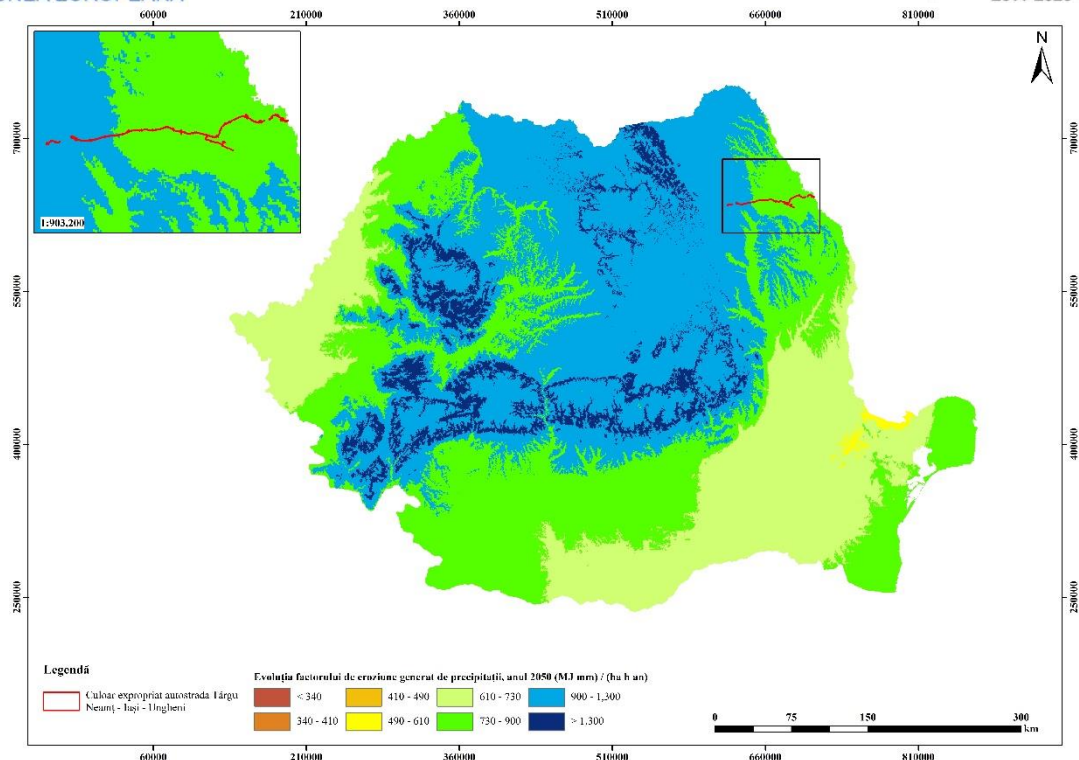 60000 210000 360000 510000 660000 810000
N
700000 700000
1:903,200
550000 550000
400000 400000
250000 250000
Legendă
Culoar expropriat autostrada Târgu
Neamț - Iași - Ungheni
Evoluția factorului de eroziune generat de precipitații, anul 2050 (MJ mm) / (ha h an)
< 340 410 - 490 610 - 730 900 - 1,300
340 - 410 490 - 610 730 - 900 > 1,300
0 75 150 300
km
60000 210000 360000 510000 660000 810000